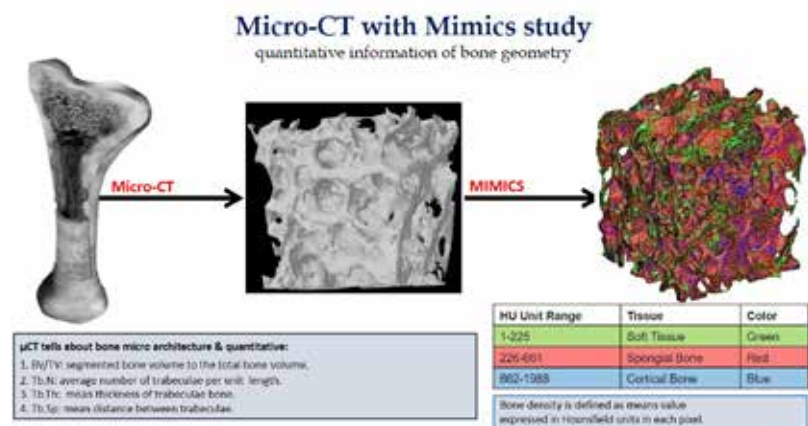 Micro-CT with Mimics study
quantitative information of bone geometry
Micro-CT
MIMICS
µCT tells about bone micro architecture & quantitative:
1. BV/TV: segmented bone volume to the total bone volume.
2. Tb.N: average number of trabeculae per unit length.
3. Tb.Th: mean thickness of trabeculae bone.
4. Tb.Sp: mean distance between trabeculae.
HU Unit Range Tissue Color
1-225 Soft Tissue Green
226-661 Spongial Bone Red
662-1988 Cortical Bone Blue
Bone density is defined as means value
expressed in Hounsfield units in each pixel.